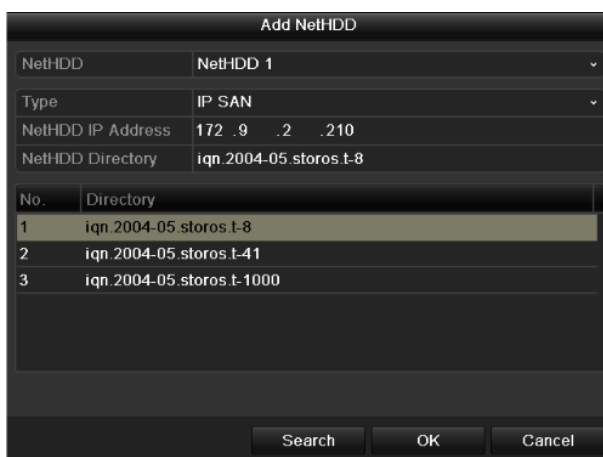 Add NetHDD
NetHDD NetHDD 1
Type IP SAN
NetHDD IP Address 172 .9 .2 .210
NetHDD Directory iqn.2004-05.storos.t-8
No. Directory
1 iqn.2004-05.storos.t-8
2 iqn.2004-05.storos.t-41
3 iqn.2004-05.storos.t-1000
Search OK Cancel